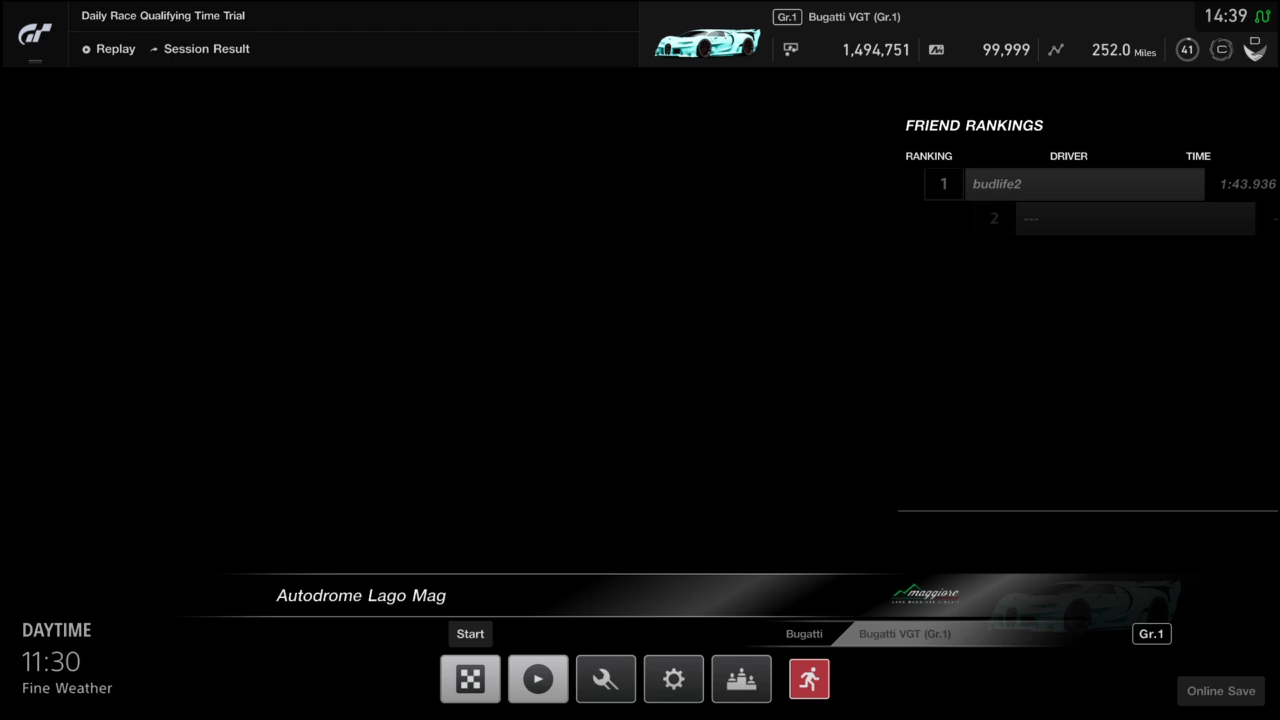 Daily Race Qualifying Time Trial
Replay
Session Result
Gr.1 Bugatti VGT (Gr.1)
1,494,751
99,999
252.0 Miles
41
14:39
FRIEND RANKINGS
RANKING DRIVER TIME
1 budlife2 1:43.936
2 ---
Autodrome Lago Mag
maggiore
DAYTIME
11:30
Fine Weather
Start
Bugatti
Bugatti VGT (Gr.1)
Gr.1
Online Save